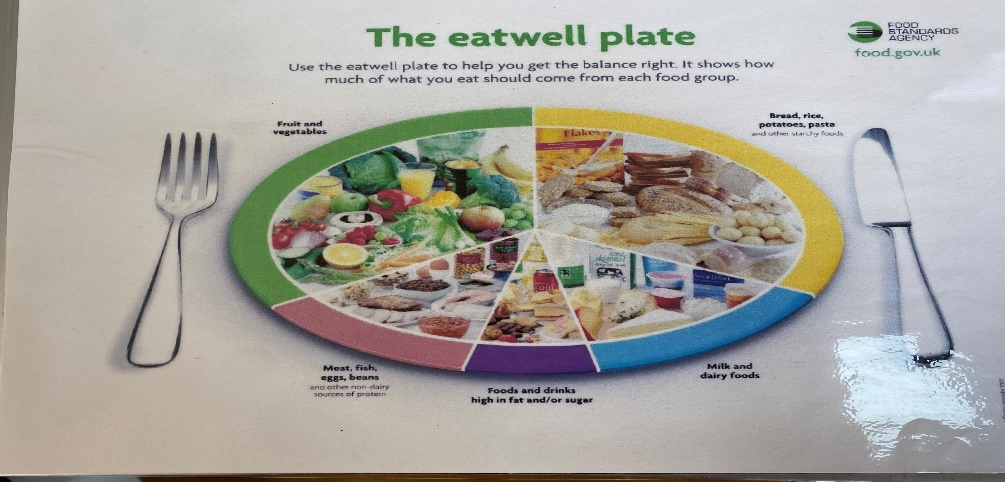 The eatwell plate
FOOD
STANDARDS
AGENCY
food.gov.uk
Use the eatwell plate to help you get the balance right. It shows how
much of what you eat should come from each food group.
Fruit and
vegetables
Bread, rice,
potatoes, pasta
and other starchy foods
Flakes
Meat, fish,
eggs, beans
and other non-dairy
sources of protein
Foods and drinks
high in fat and/or sugar
Milk and
dairy foods